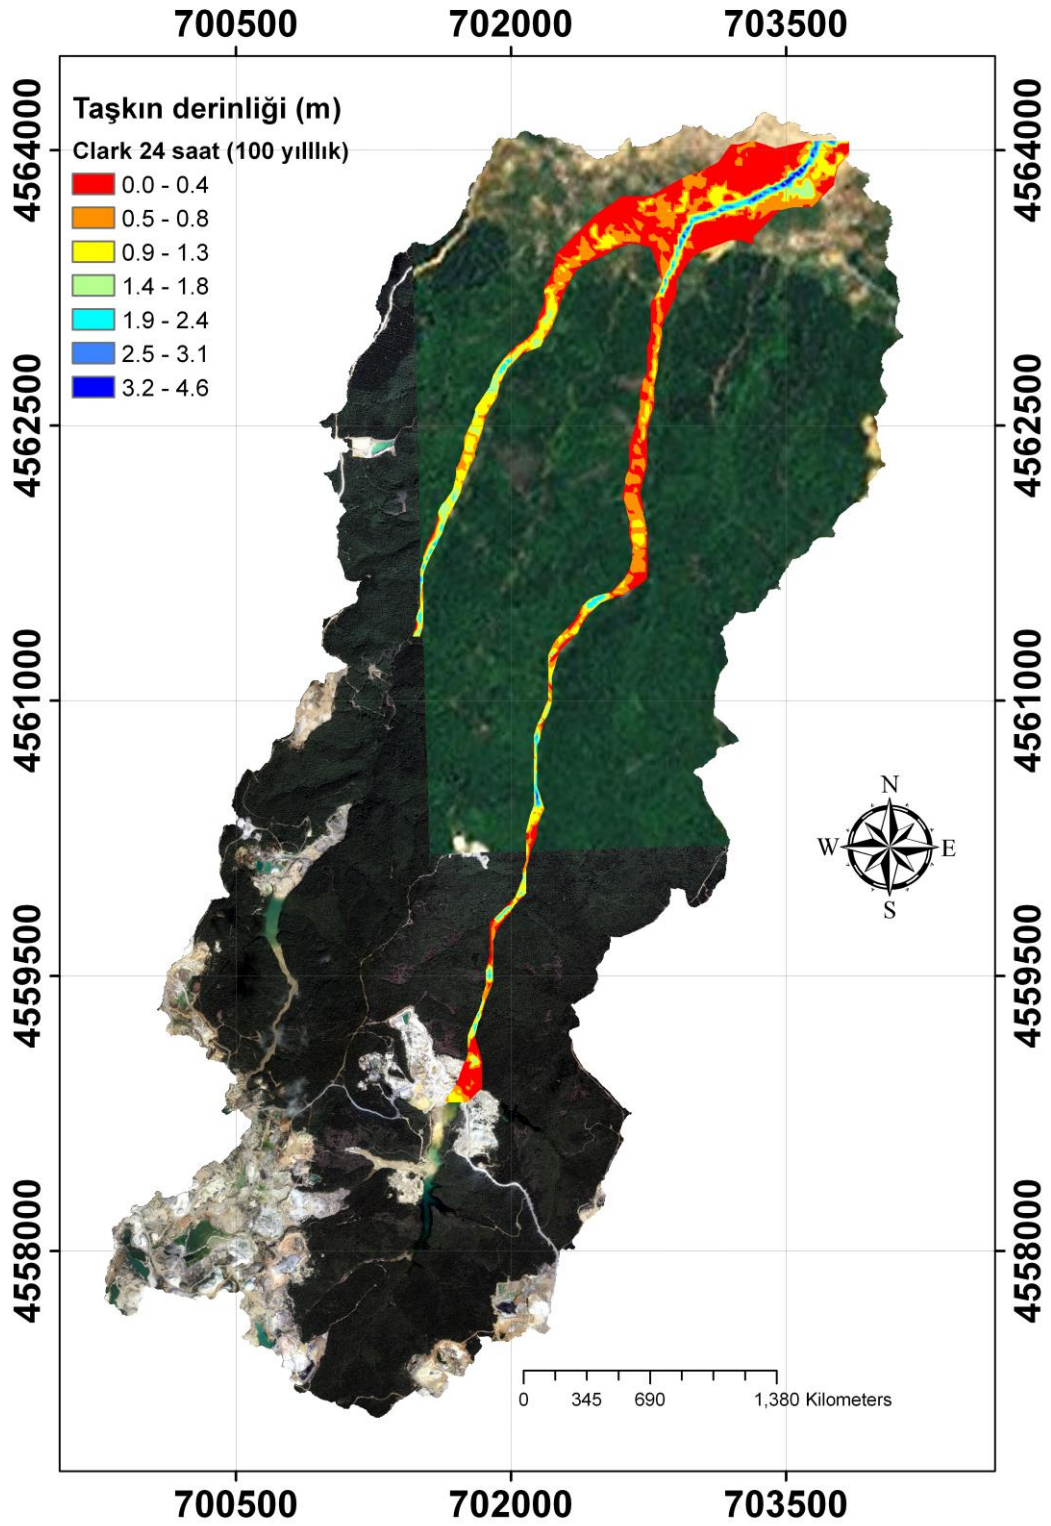 700500 702000 703500
4564000 4564000
Taşkın derinliği (m)
Clark 24 saat (100 yılllık)
0.0 - 0.4
0.5 - 0.8
0.9 - 1.3
1.4 - 1.8
1.9 - 2.4
2.5 - 3.1
3.2 - 4.6
4562500 4562500
4561000 4561000
N
W E
S
4559500 4559500
4558000 4558000
0 345 690 1,380 Kilometers
700500 702000 703500